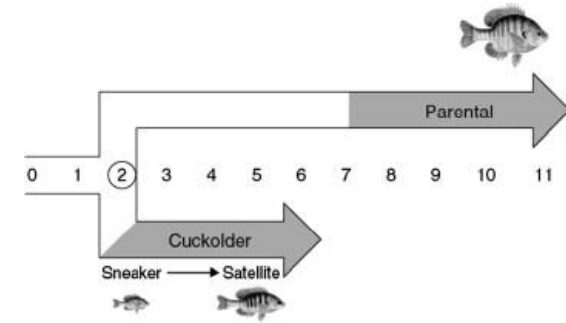 Parental
0 1 2 3 4 5 6 7 8 9 10 11
Cuckolder
Sneaker → Satellite